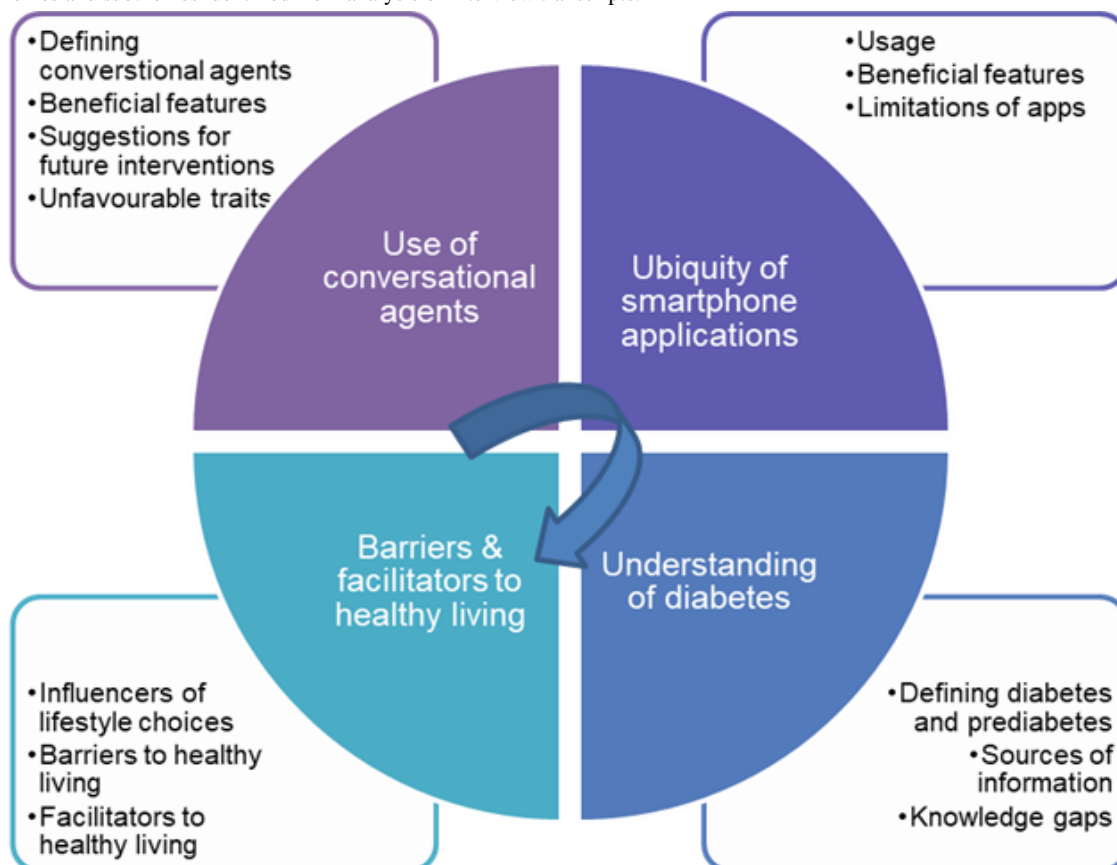 •Defining
converstional agents
•Beneficial features
•Suggestions for
future interventions
•Unfavourable traits
•Usage
•Beneficial features
•Limitations of apps
Use of
conversational
agents
Ubiquity of
smartphone
applications
Barriers &
facilitators to
healthy living
Understanding
of diabetes
•Influencers of
lifestyle choices
•Barriers to healthy
living
•Facilitators to
healthy living
•Defining diabetes
and prediabetes
•Sources of
information
•Knowledge gaps